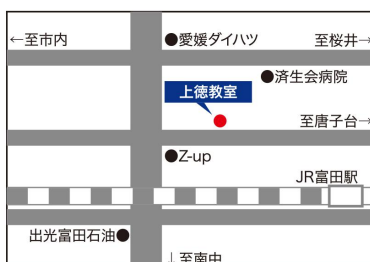 ←至市内
●愛媛ダイハツ
至桜井→
●済生会病院
上徳教室
至唐子台→
●Z-up
JR富田駅
出光富田石油●
↓至南中